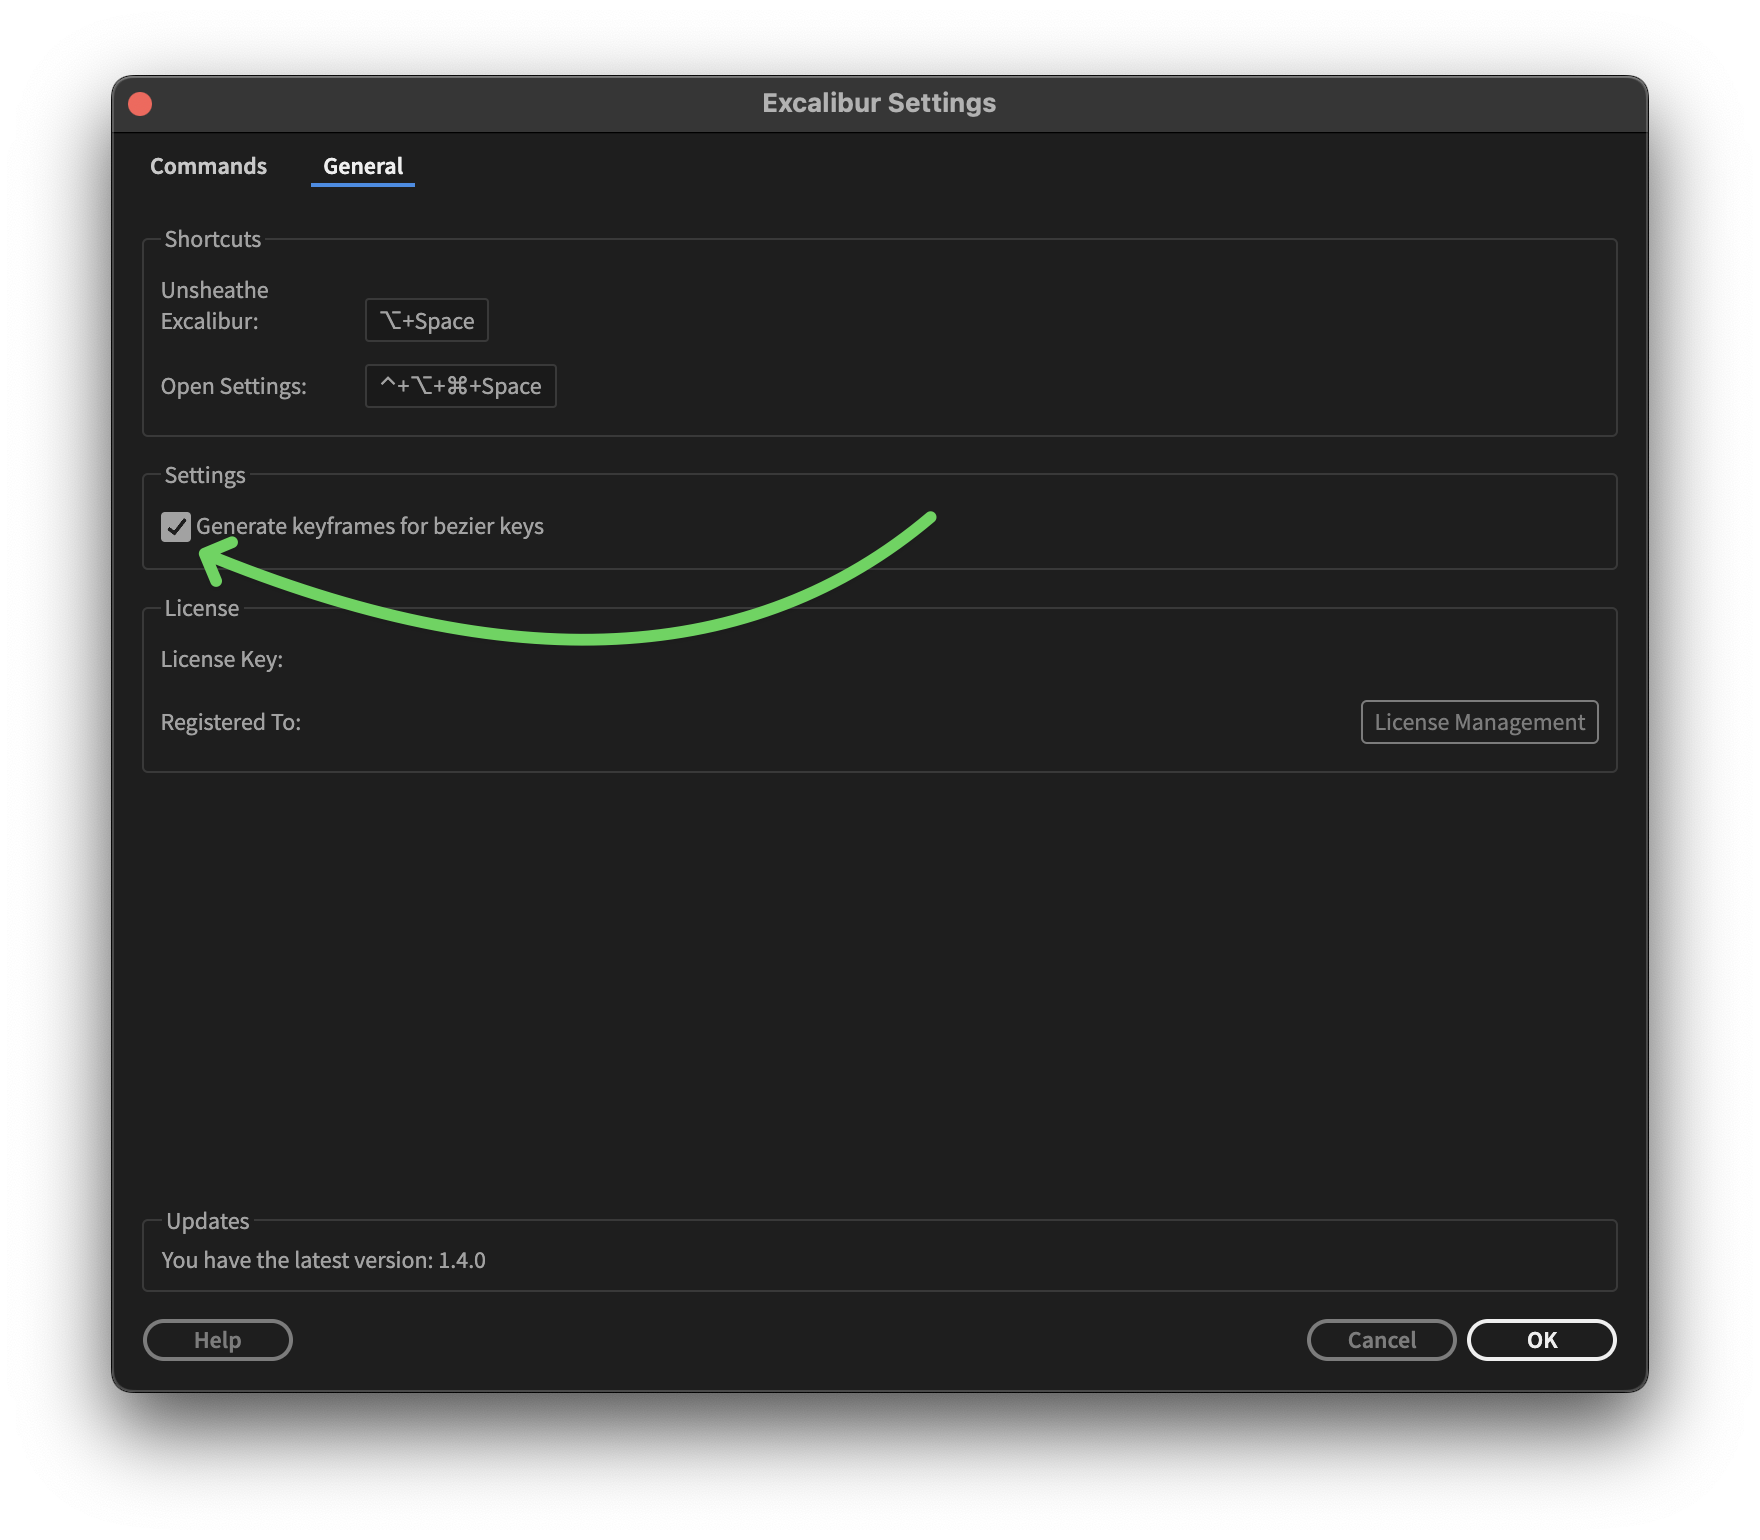 Excalibur Settings
Commands General
Shortcuts
Unsheathe
Excalibur: ⌥+Space
Open Settings: ^+⌥+⌘+Space
Settings
Generate keyframes for bezier keys
License
License Key:
Registered To: License Management
Updates
You have the latest version: 1.4.0
Help Cancel OK